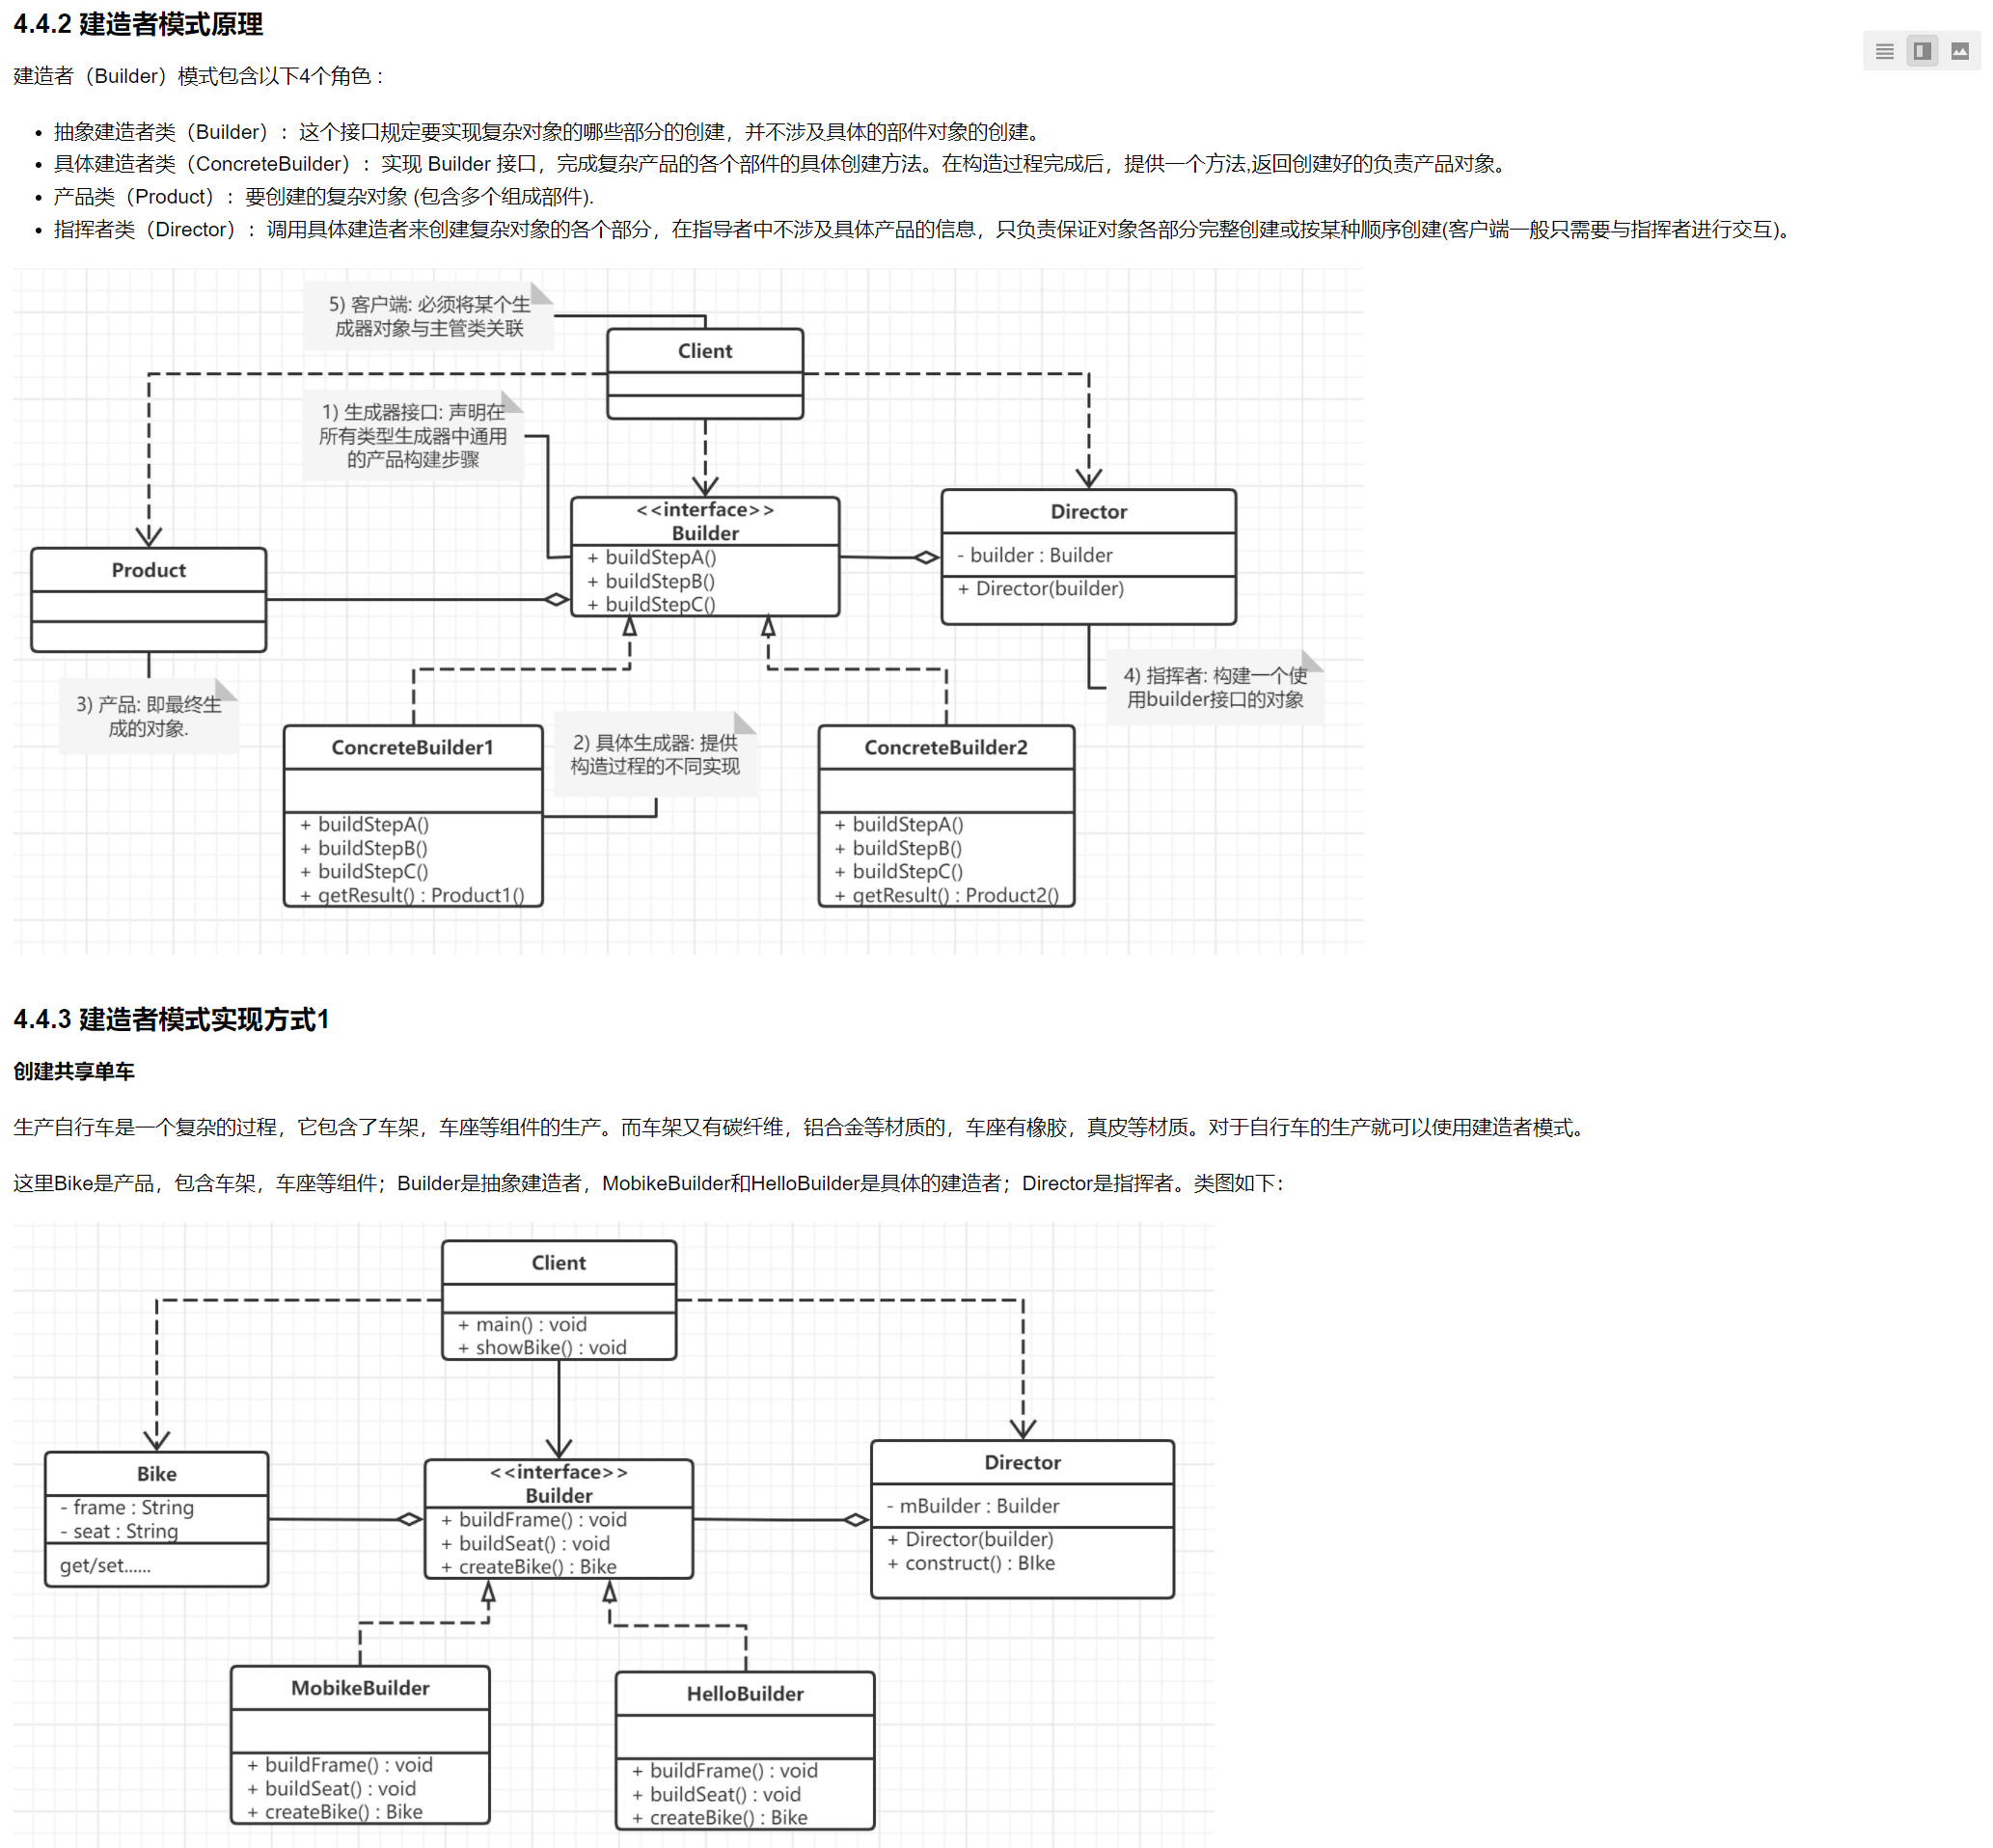 4.4.2 建造者模式原理
建造者（Builder）模式包含以下4个角色 :
• 抽象建造者类（Builder）: 这个接口规定要实现复杂对象的哪些部分的创建，并不涉及具体的部件对象的创建。
• 具体建造者类（ConcreteBuilder）: 实现 Builder 接口，完成复杂产品的各个部件的具体创建方法。在构造过程完成后，提供一个方法,返回创建好的负责产品对象。
• 产品类（Product）: 要创建的复杂对象 (包含多个组成部件).
• 指挥者类（Director）: 调用具体建造者来创建复杂对象的各个部分，在指导者中不涉及具体产品的信息，只负责保证对象各部分完整创建或按某种顺序创建(客户端一般只需要与指挥者进行交互)。
5) 客户端: 必须将某个生
成器对象与主管类关联
Client
1) 生成器接口: 声明在
所有类型生成器中通用
的产品构建步骤
<<interface>>
Builder
+ buildStepA()
+ buildStepB()
+ buildStepC()
Director
- builder : Builder
+ Director(builder)
Product
3) 产品: 即最终生
成的对象.
4) 指挥者: 构建一个使
用builder接口的对象
ConcreteBuilder1
+ buildStepA()
+ buildStepB()
+ buildStepC()
+ getResult() : Product1()
2) 具体生成器: 提供
构造过程的不同实现
ConcreteBuilder2
+ buildStepA()
+ buildStepB()
+ buildStepC()
+ getResult() : Product2()
4.4.3 建造者模式实现方式1
创建共享单车
生产自行车是一个复杂的过程，它包含了车架，车座等组件的生产。而车架又有碳纤维，铝合金等材质的，车座有橡胶，真皮等材质。对于自行车的生产就可以使用建造者模式。
这里Bike是产品，包含车架，车座等组件；Builder是抽象建造者，MobikeBuilder和HelloBuilder是具体的建造者；Director是指挥者。类图如下：
Client
+ main() : void
+ showBike() : void
Bike
- frame : String
- seat : String
get/set......
<<interface>>
Builder
+ buildFrame() : void
+ buildSeat() : void
+ createBike() : Bike
Director
- mBuilder : Builder
+ Director(builder)
+ construct() : BIke
MobikeBuilder
+ buildFrame() : void
+ buildSeat() : void
+ createBike() : Bike
HelloBuilder
+ buildFrame() : void
+ buildSeat() : void
+ createBike() : Bike